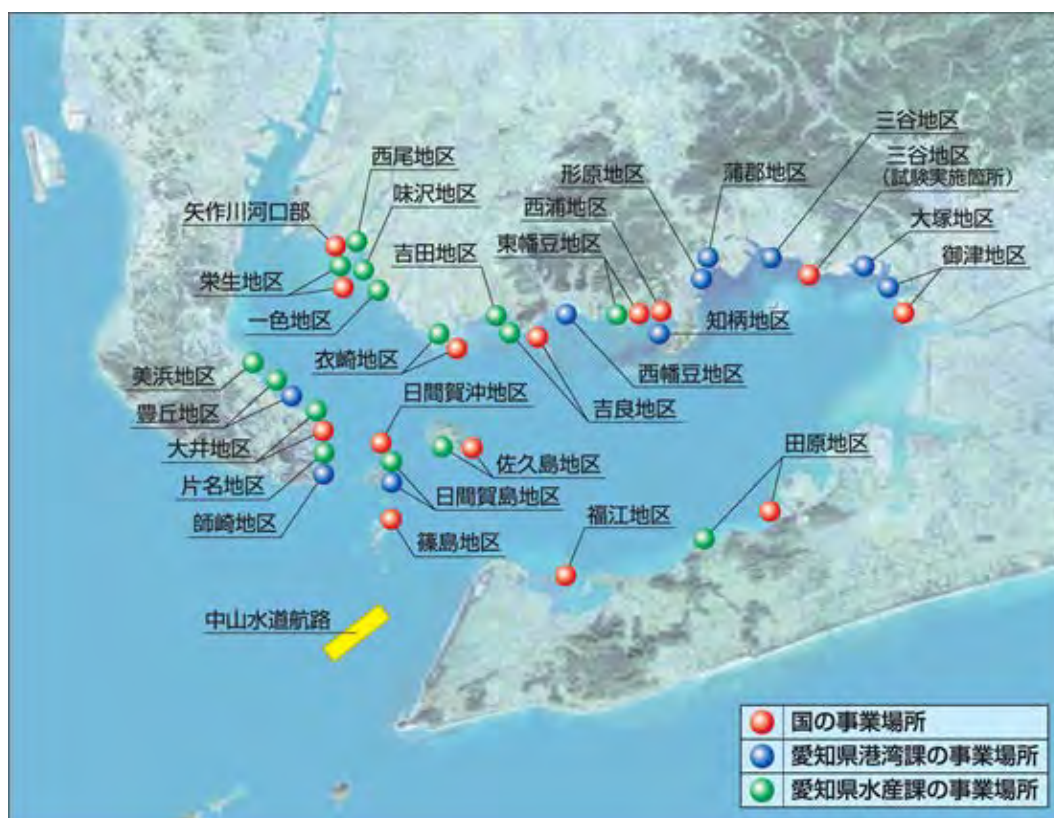 三谷地区
三谷地区
(試験実施箇所)
西尾地区
形原地区
蒲郡地区
味沢地区
西浦地区
大塚地区
矢作川河口部
吉田地区
東幡豆地区
御津地区
栄生地区
一色地区
知柄地区
美浜地区
衣崎地区
西幡豆地区
豊丘地区
日間賀沖地区
吉良地区
大井地区
佐久島地区
田原地区
片名地区
日間賀島地区
師崎地区
福江地区
篠島地区
中山水道航路
国の事業場所
愛知県港湾課の事業場所
愛知県水産課の事業場所